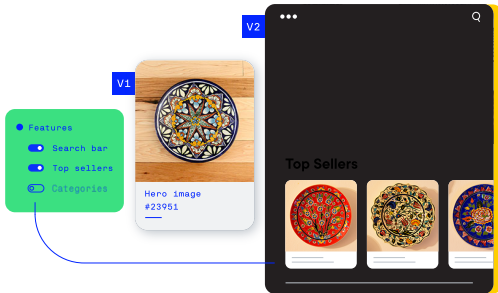 V2
V1
Features
Search bar
Top sellers
Categories
Hero image
#23951
Top Sellers